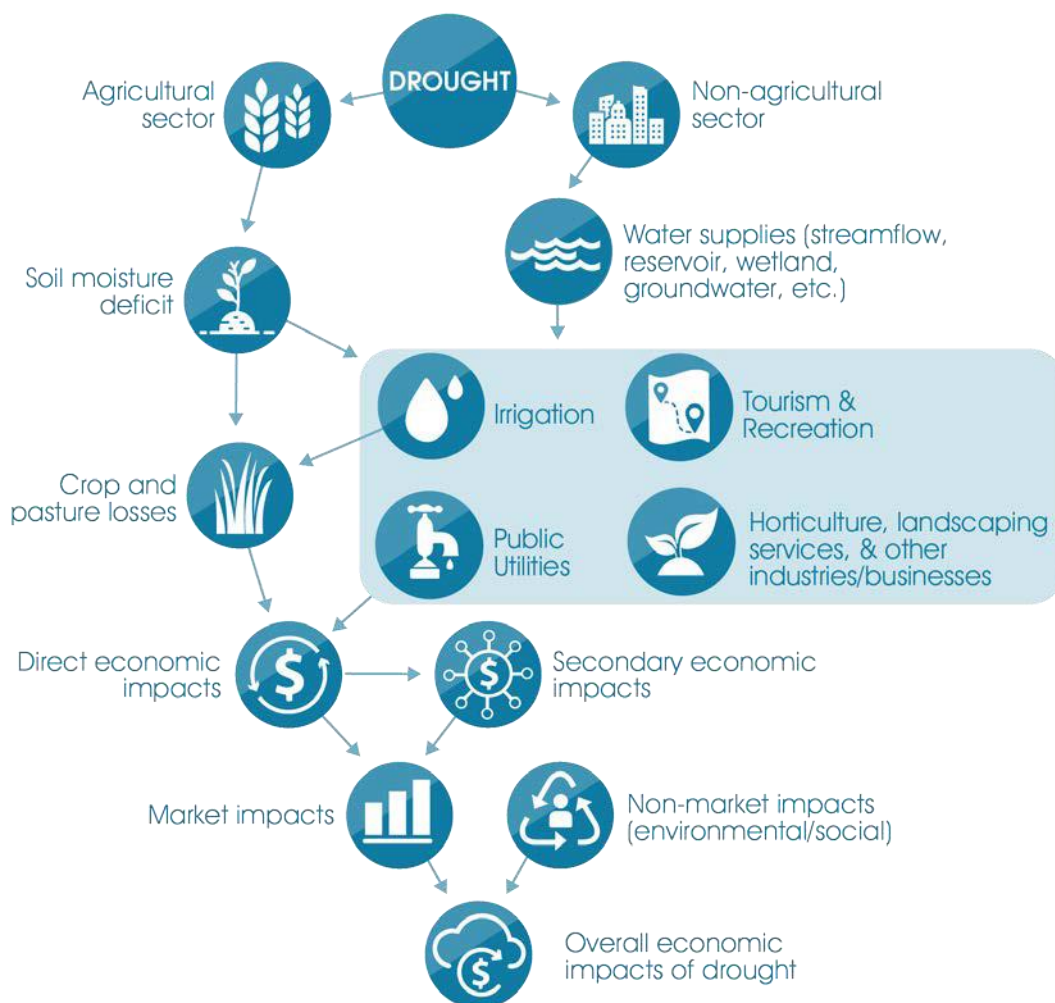 DROUGHT
Agricultural
sector
Non-agricultural
sector
Water supplies (streamflow,
reservoir, wetland,
groundwater, etc.)
Soil moisture
deficit
Irrigation
Tourism &
Recreation
Crop and
pasture losses
Public
Utilities
Horticulture, landscaping
services, & other
industries/businesses
Direct economic
impacts
Secondary economic
impacts
Market impacts
Non-market impacts
(environmental/social)
Overall economic
impacts of drought